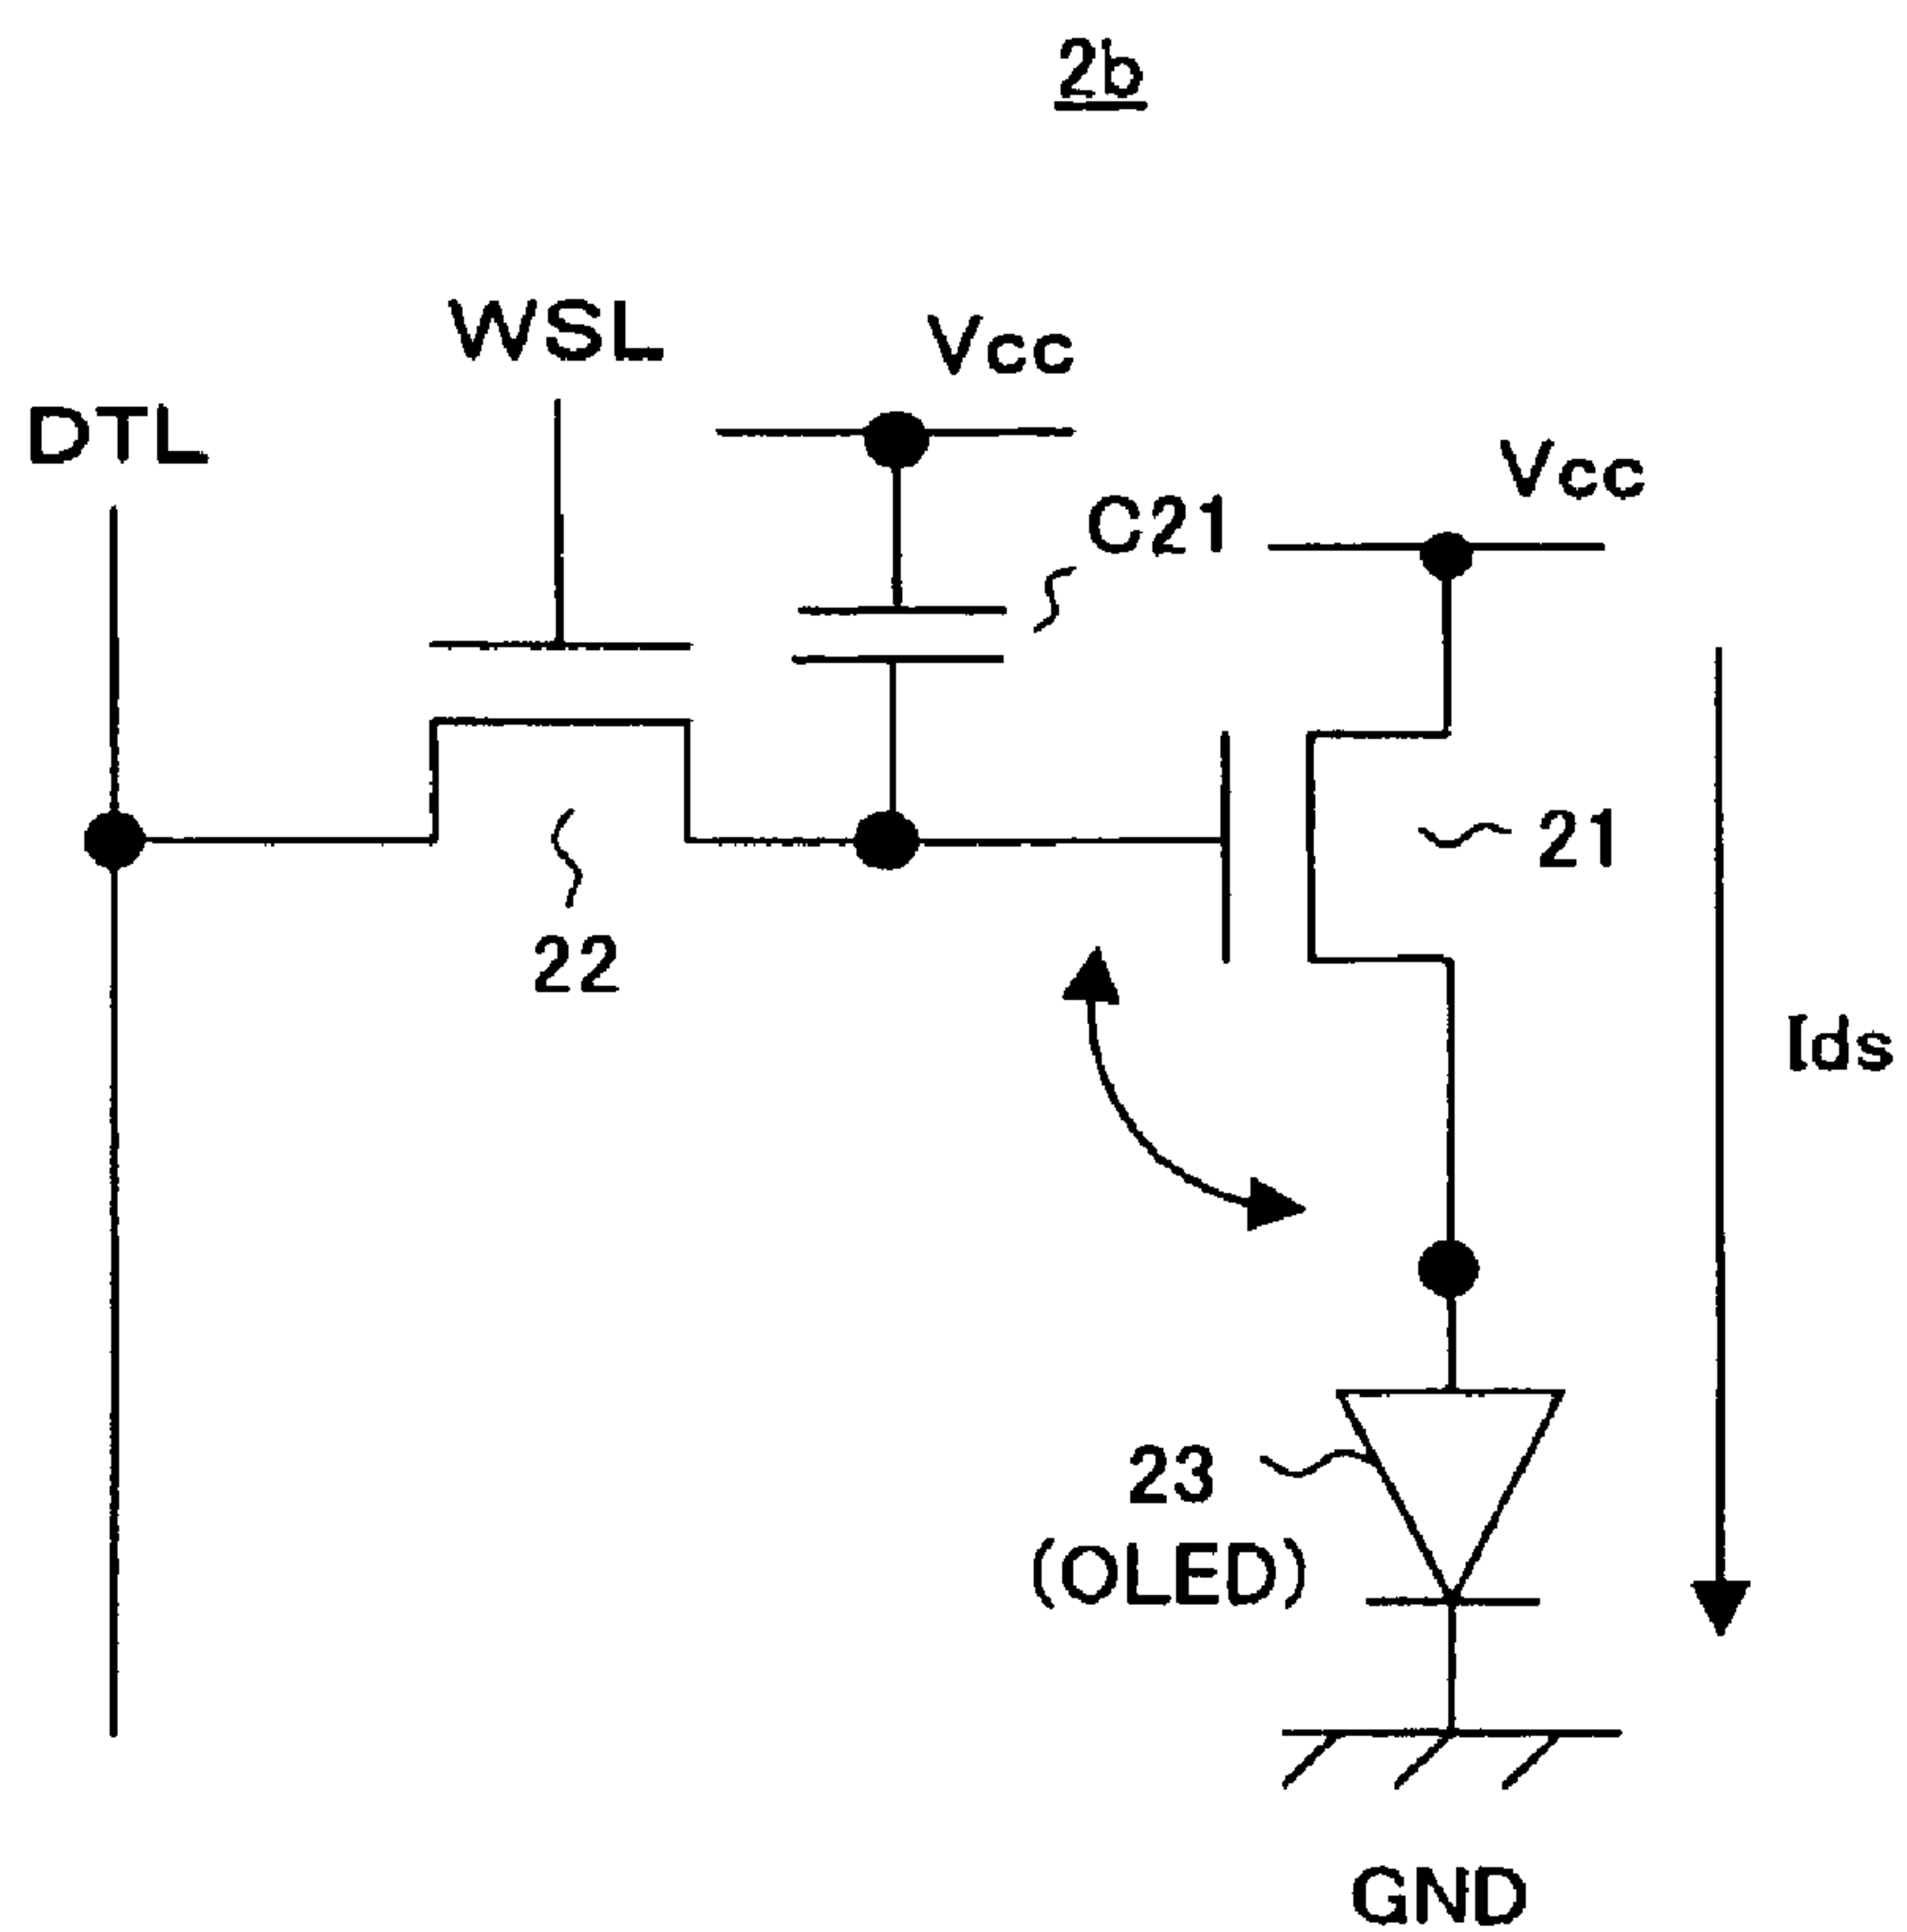 2b
WSL
Vcc
DTL
Vcc
C21
21
22
Ids
23
(OLED)
GND